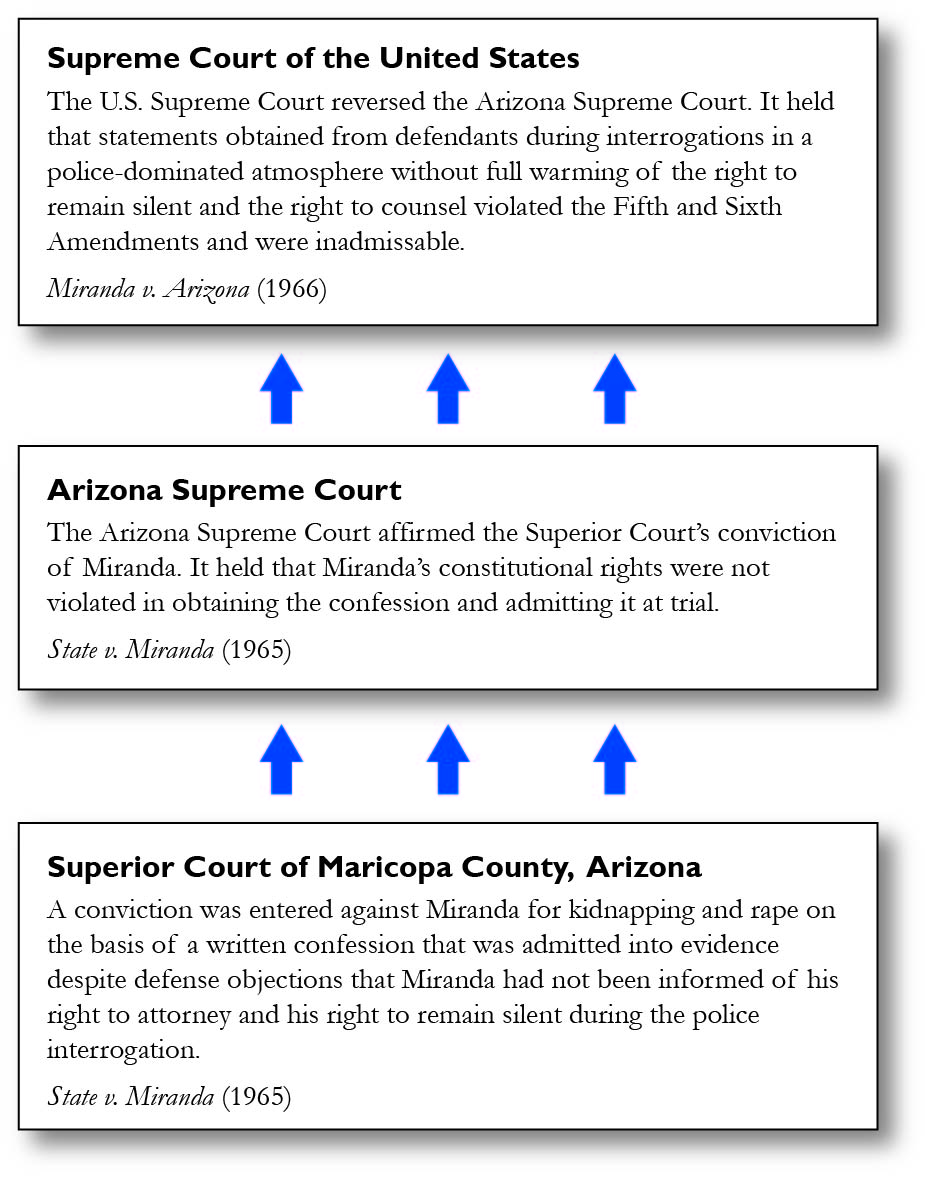 Supreme Court of the United States
The U.S. Supreme Court reversed the Arizona Supreme Court. It held
that statements obtained from defendants during interrogations in a
police-dominated atmosphere without full warming of the right to
remain silent and the right to counsel violated the Fifth and Sixth
Amendments and were inadmissable.
Miranda v. Arizona (1966)
Arizona Supreme Court
The Arizona Supreme Court affirmed the Superior Court's conviction
of Miranda. It held that Miranda's constitutional rights were not
violated in obtaining the confession and admitting it at trial.
State v. Miranda (1965)
Superior Court of Maricopa County, Arizona
A conviction was entered against Miranda for kidnapping and rape on
the basis of a written confession that was admitted into evidence
despite defense objections that Miranda had not been informed of his
right to attorney and his right to remain silent during the police
interrogation.
State v. Miranda (1965)